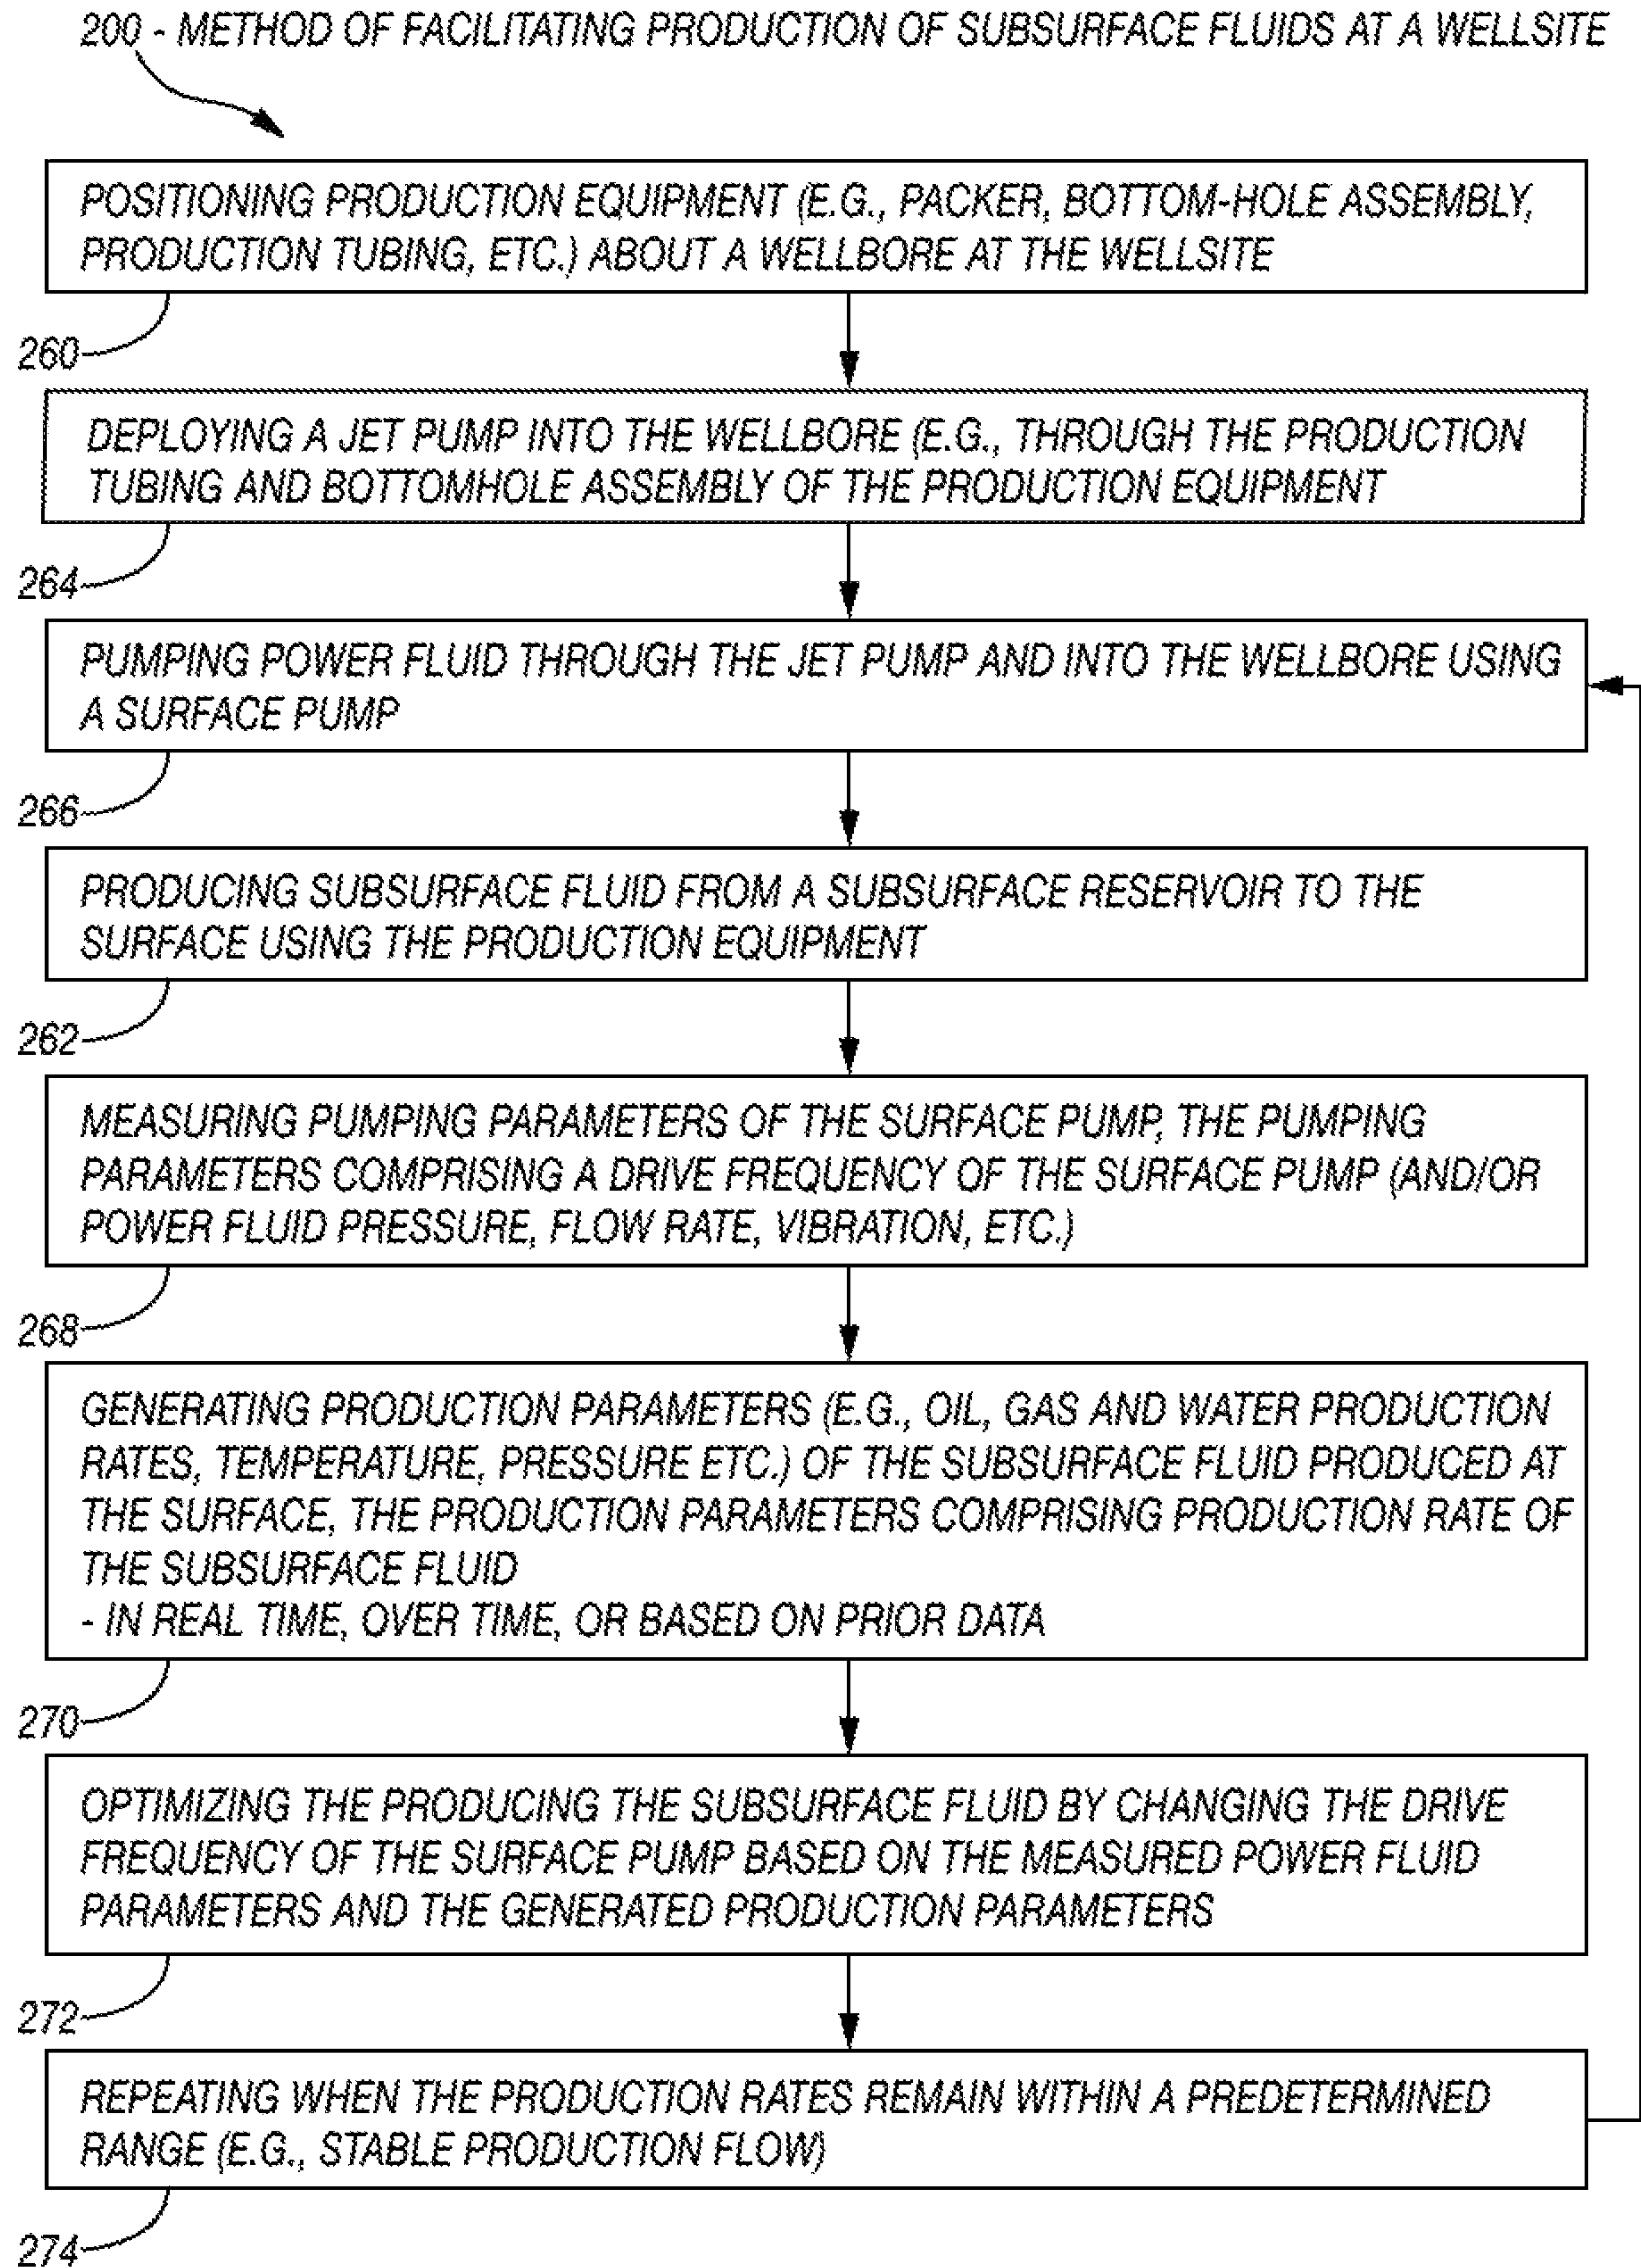 200 - METHOD OF FACILITATING PRODUCTION OF SUBSURFACE FLUIDS AT A WELLSITE
POSITIONING PRODUCTION EQUIPMENT (E.G., PACKER, BOTTOM-HOLE ASSEMBLY,
PRODUCTION TUBING, ETC.) ABOUT A WELLBORE AT THE WELLSITE
260
DEPLOYING A JET PUMP INTO THE WELLBORE (E.G., THROUGH THE PRODUCTION
TUBING AND BOTTOMHOLE ASSEMBLY OF THE PRODUCTION EQUIPMENT
264
PUMPING POWER FLUID THROUGH THE JET PUMP AND INTO THE WELLBORE USING
A SURFACE PUMP
266
PRODUCING SUBSURFACE FLUID FROM A SUBSURFACE RESERVOIR TO THE
SURFACE USING THE PRODUCTION EQUIPMENT
262
MEASURING PUMPING PARAMETERS OF THE SURFACE PUMP, THE PUMPING
PARAMETERS COMPRISING A DRIVE FREQUENCY OF THE SURFACE PUMP (AND/OR
POWER FLUID PRESSURE, FLOW RATE, VIBRATION, ETC.)
268
GENERATING PRODUCTION PARAMETERS (E.G., OIL, GAS AND WATER PRODUCTION
RATES, TEMPERATURE, PRESSURE ETC.) OF THE SUBSURFACE FLUID PRODUCED AT
THE SURFACE, THE PRODUCTION PARAMETERS COMPRISING PRODUCTION RATE OF
THE SUBSURFACE FLUID
- IN REAL TIME, OVER TIME, OR BASED ON PRIOR DATA
270
OPTIMIZING THE PRODUCING THE SUBSURFACE FLUID BY CHANGING THE DRIVE
FREQUENCY OF THE SURFACE PUMP BASED ON THE MEASURED POWER FLUID
PARAMETERS AND THE GENERATED PRODUCTION PARAMETERS
272
REPEATING WHEN THE PRODUCTION RATES REMAIN WITHIN A PREDETERMINED
RANGE (E.G., STABLE PRODUCTION FLOW)
274